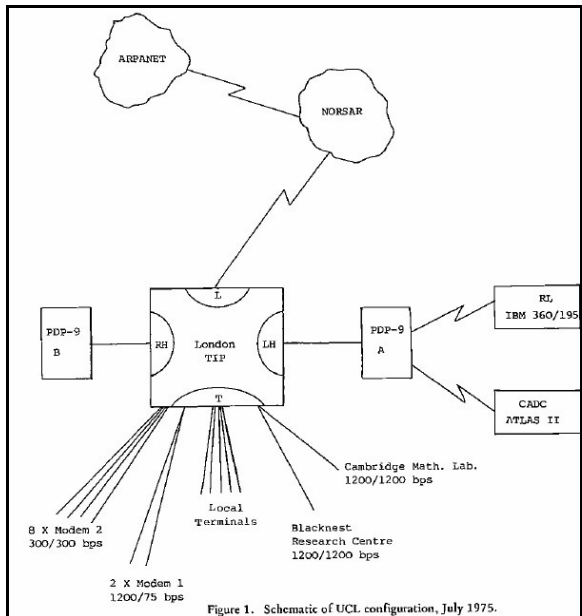 ARPANET
NORSAR
L
PDP-9
B
RH
London
TIP
LH
PDP-9
A
RL
IBM 360/195
CADC
ATLAS II
T
Cambridge Math. Lab.
1200/1200 bps
Local
Terminals
8 X Modem 2
300/300 bps
Blacknest
Research Centre
1200/1200 bps
2 X Modem 1
1200/75 bps
Figure 1. Schematic of UCL configuration, July 1975.